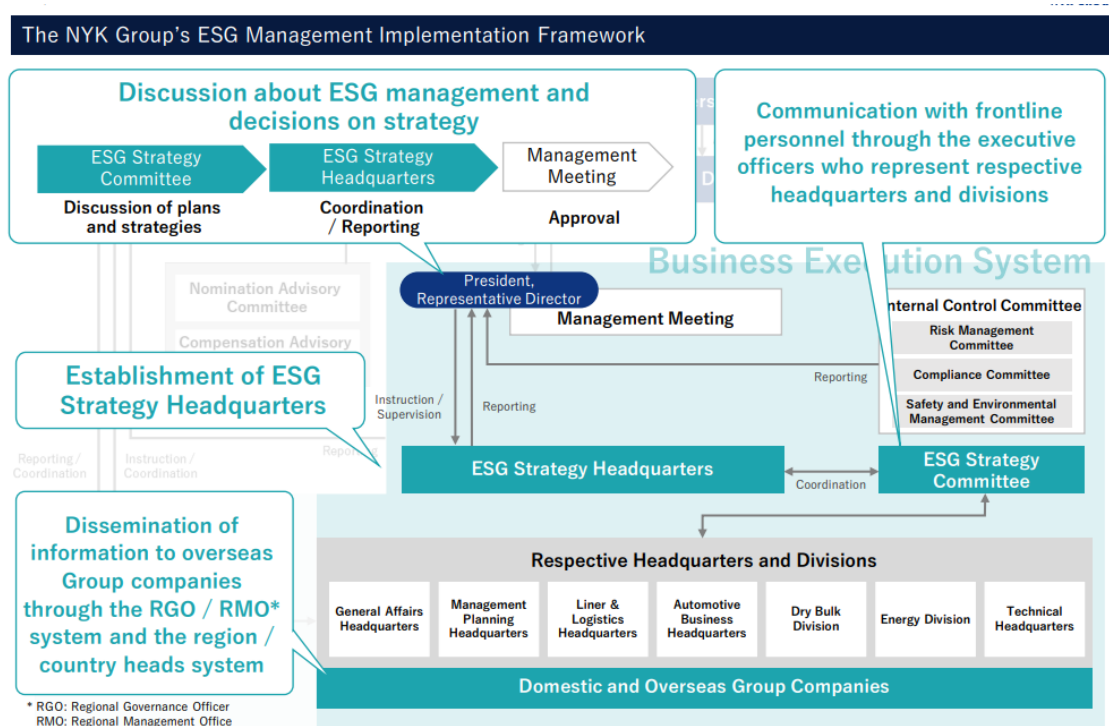 The NYK Group's ESG Management Implementation Framework
Discussion about ESG management and
decisions on strategy
ESG Strategy
Committee
ESG Strategy
Headquarters
Management
Meeting
Discussion of plans
and strategies
Coordination
/ Reporting
Approval
Communication with frontline
personnel through the executive
officers who represent respective
headquarters and divisions
Business Exe ution System
President,
Representative Director
Management Meeting
Nomination Advisory
Committee
Compensation Advisory
nternal Control Committee
Risk Management
Committee
Compliance Committee
Safety and Environmental
Management Committee
Establishment of ESG
Strategy Headquarters
Instruction /
Supervision
Reporting
Reporting
Reporting /
Coordination
Instruction /
Coordination
ESG Strategy Headquarters
Coordination
ESG Strategy
Committee
Dissemination of
information to overseas
Group companies
through the RGO / RMO*
system and the region /
country heads system
Respective Headquarters and Divisions
General Affairs
Headquarters
Management
Planning
Headquarters
Liner &
Logistics
Headquarters
Automotive
Business
Headquarters
Dry Bulk
Division
Energy Division
Technical
Headquarters
Domestic and Overseas Group Companies
* RGO: Regional Governance Officer
RMO: Regional Management Office